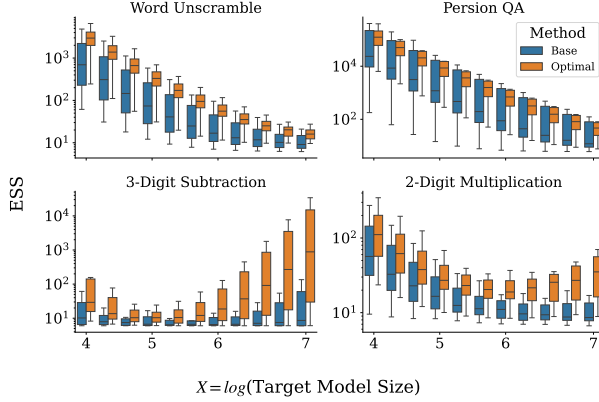 Word Unscramble
Persion QA
Method
Base
Optimal
10³
10²
10¹
10⁴
10²
ESS
3-Digit Subtraction
2-Digit Multiplication
10⁴
10³
10²
10¹
10²
10¹
4 5 6 7
4 5 6 7
X = log(Target Model Size)